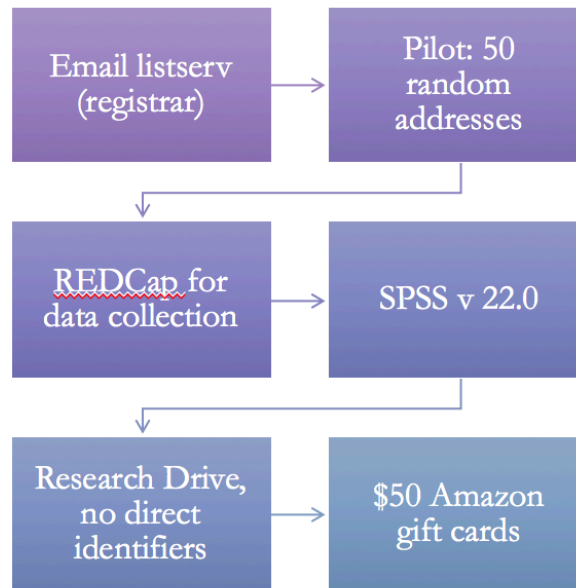 Email listserv
(registrar)
Pilot: 50
random
addresses
REDCap for
data collection
SPSS v 22.0
Research Drive,
no direct
identifiers
$50 Amazon
gift cards